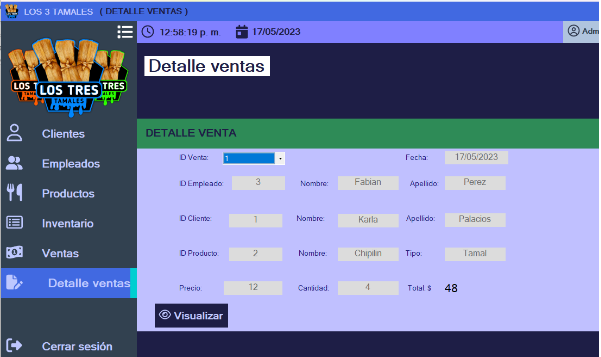 LOS 3 TAMALES ( DETALLE VENTAS )
12:58:19 p. m. 17/05/2023 Adm
Detalle ventas
LOS LOS TRES TRES
TAMALES
DETALLE VENTA
Clientes
Empleados
Productos
Inventario
Ventas
Detalle ventas
Cerrar sesión
ID Venta: 1 Fecha: 17/05/2023
ID Empleado: 3 Nombre: Fabian Apellido: Perez
ID Cliente: 1 Nombre: Karla Apellido: Palacios
ID Producto: 2 Nombre: Chipilin Tipo: Tamal
Precio: 12 Cantidad: 4 Total: $ 48
Visualizar